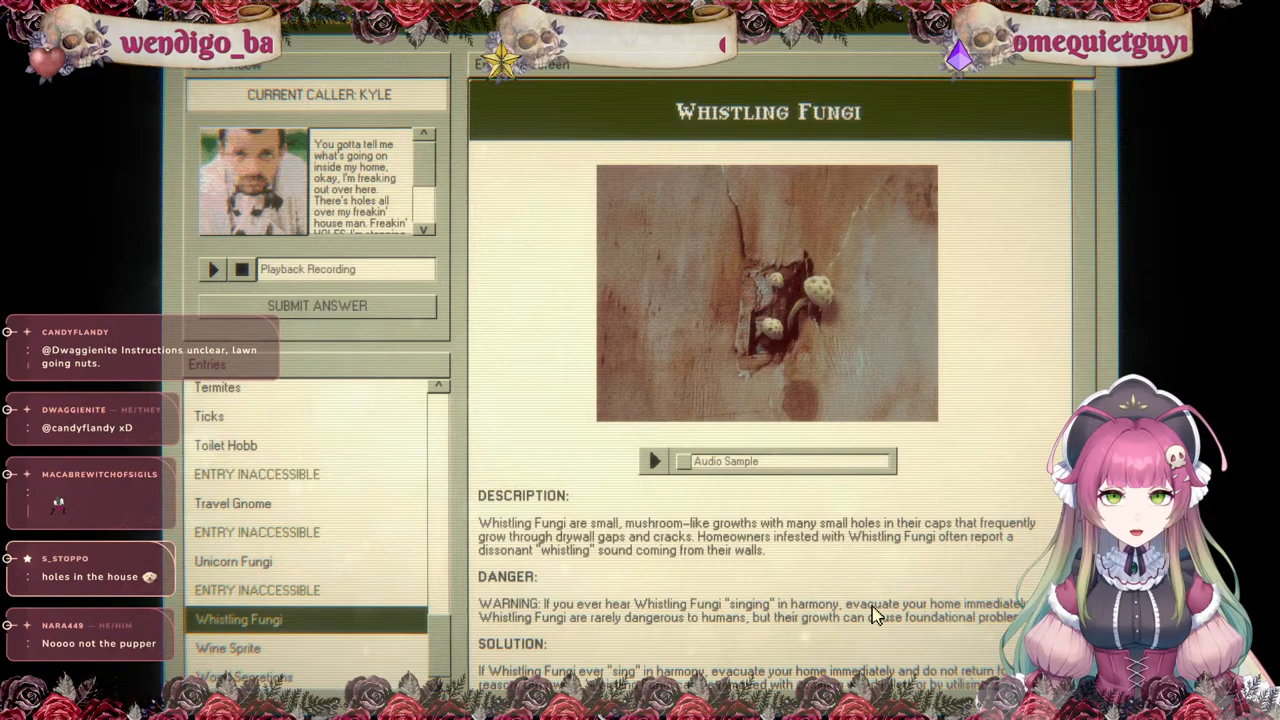 wendigo_ba
omequietguy1
CURRENT CALLER: KYLE
You gotta tell me
what's going on
inside my home,
okay, I'm freaking
out over here.
There's holes all
over my freakin'
house man. Freakin'
Playback Recording
SUBMIT ANSWER
Entries
Termites
Ticks
Toilet Hobb
ENTRY INACCESSIBLE
Travel Gnome
ENTRY INACCESSIBLE
Unicorn Fungi
ENTRY INACCESSIBLE
Whistling Fungi
Wine Sprite
WHISTLING FUNGI
Audio Sample
DESCRIPTION:
Whistling Fungi are small, mushroom-like growths with many small holes in their caps that frequently
grow through drywall gaps and cracks. Homeowners infested with Whistling Fungi often report a
dissonant "whistling" sound coming from their walls.
DANGER:
WARNING: If you ever hear Whistling Fungi "singing" in harmony, evacuate your home immediatel
Whistling Fungi are rarely dangerous to humans, but their growth can cause foundational problem
SOLUTION:
If Whistling Fungi ever "sing" in harmony, evacuate your home immediately and do not return fo
CANDYFLANDY
@Dwaggienite Instructions unclear, lawn
going nuts.
DWAGGIENITE — HE/THEY
@candyflandy xD
MACABREWITCHOFSIGILS
S_STOPPO
holes in the house
NARA449 — HE/HIM
Noooo not the pupper